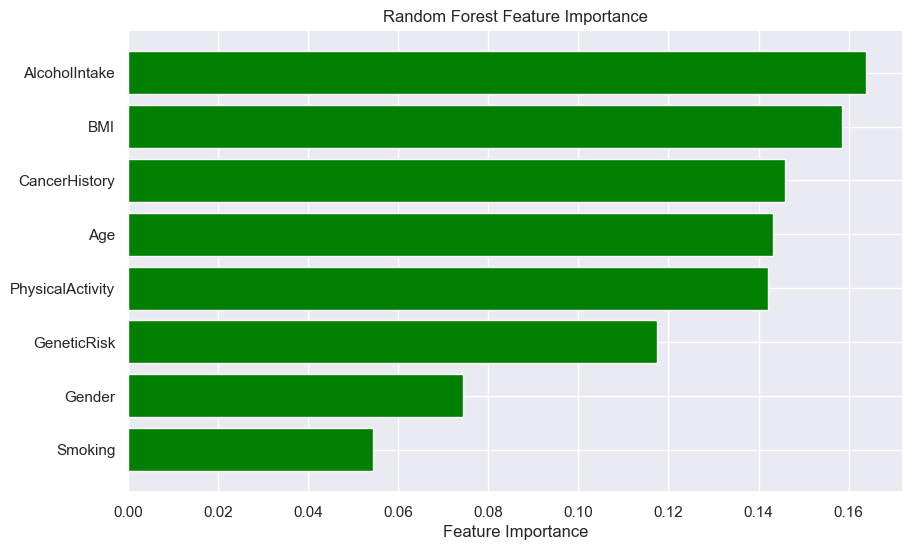 Random Forest Feature Importance
AlcoholIntake
BMI
CancerHistory
Age
PhysicalActivity
GeneticRisk
Gender
Smoking
0.00 0.02 0.04 0.06 0.08 0.10 0.12 0.14 0.16
Feature Importance